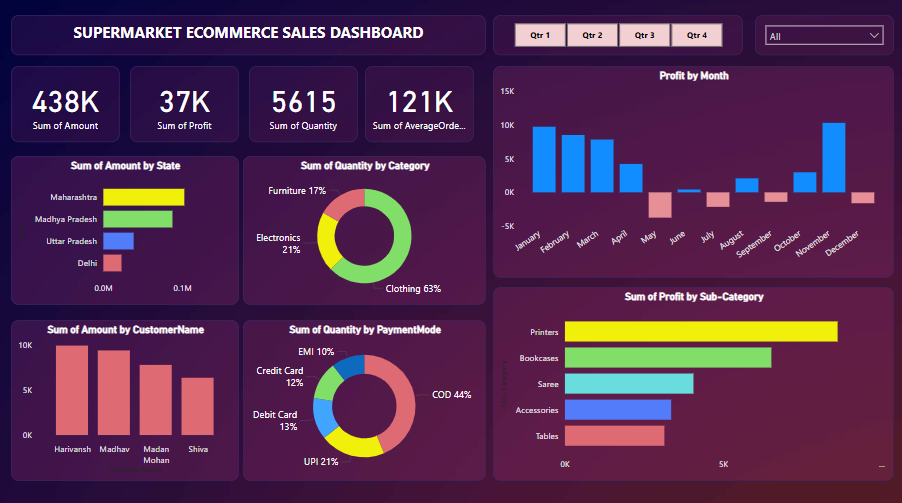 SUPERMARKET ECOMMERCE SALES DASHBOARD
Qtr 1
Qtr 2
Qtr 3
Qtr 4
All
438K
Sum of Amount
37K
Sum of Profit
5615
Sum of Quantity
121K
Sum of AverageOrde...
Profit by Month
15K
10K
5K
0K
-5K
January
February
March
April
May
June
July
August
September
October
November
December
Sum of Amount by State
Maharashtra
Madhya Pradesh
Uttar Pradesh
Delhi
0.0M
0.1M
Sum of Quantity by Category
Furniture 17%
Electronics
21%
Clothing 63%
Sum of Amount by CustomerName
10K
5K
0K
Harivansh
Madhav
Madan
Mohan
Shiva
Sum of Quantity by PaymentMode
EMI 10%
Credit Card
12%
Debit Card
13%
UPI 21%
COD 44%
Sum of Profit by Sub-Category
Printers
Bookcases
Saree
Accessories
Tables
0K
5K